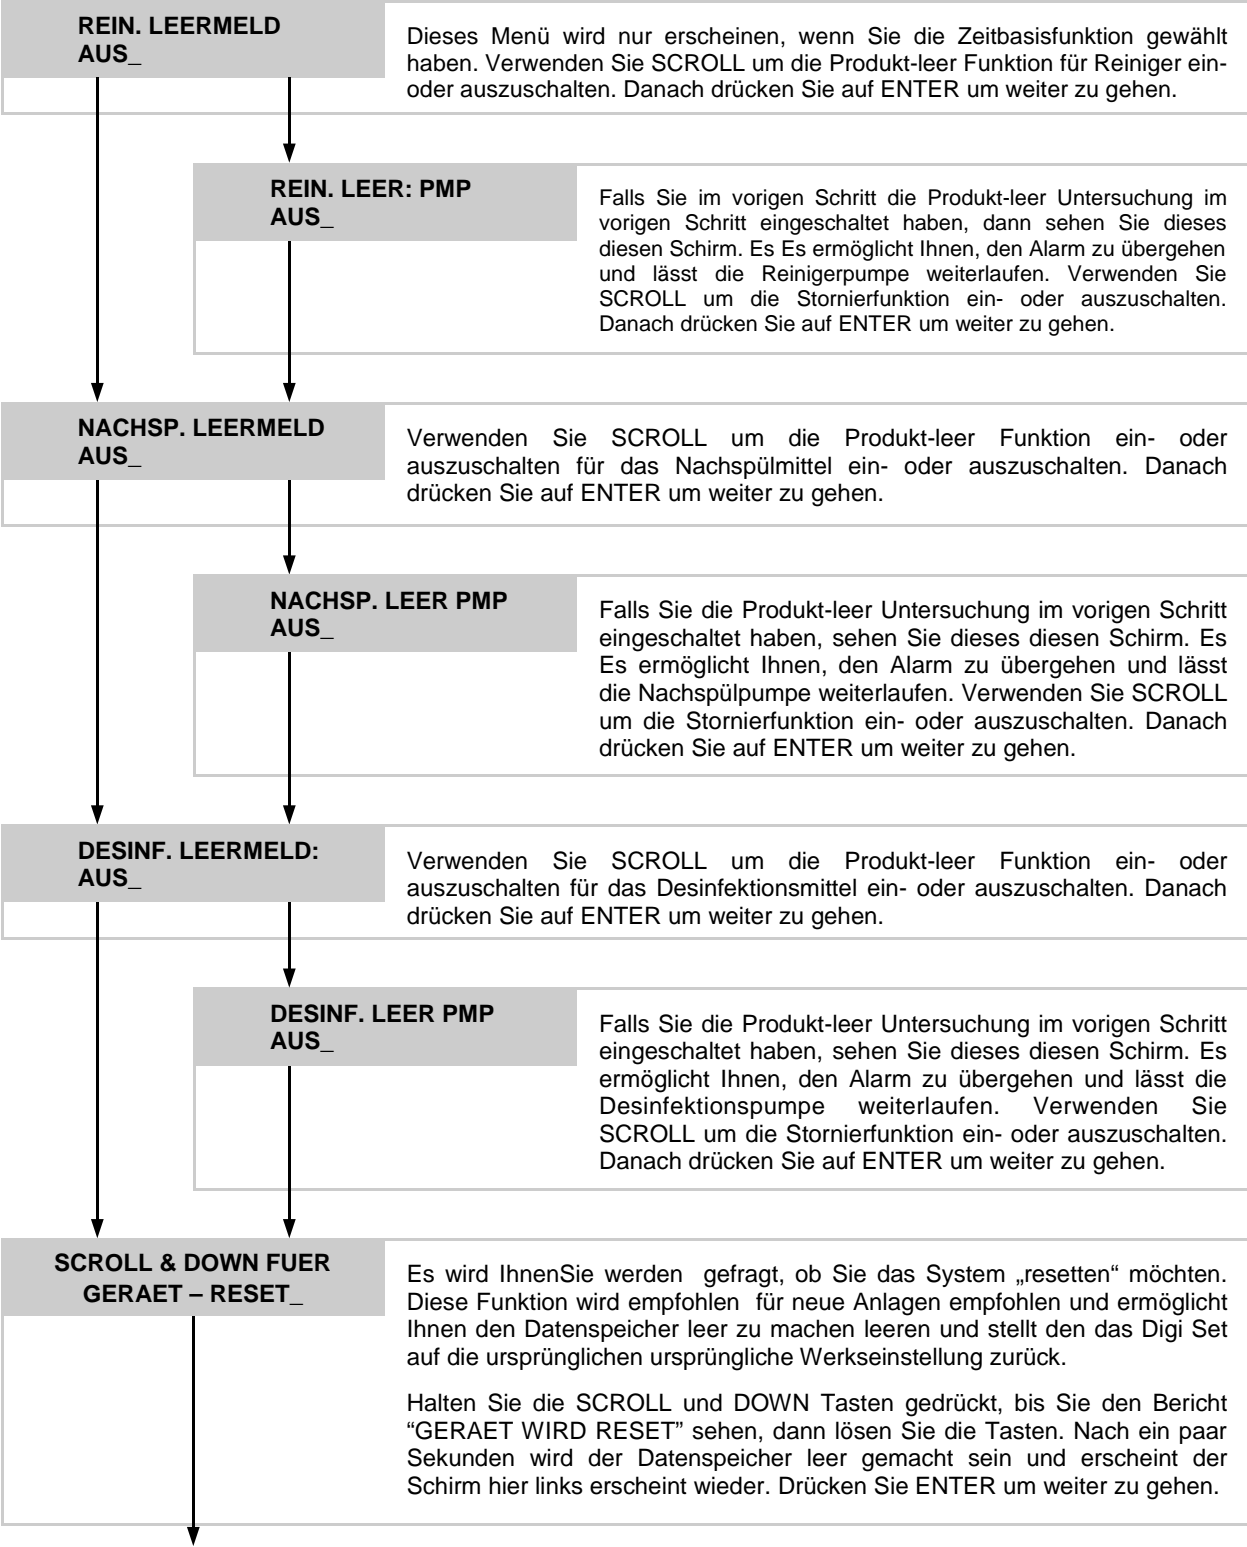 REIN. LEERMELD
AUS_
Dieses Menü wird nur erscheinen, wenn Sie die Zeitbasisfunktion gewählt
haben. Verwenden Sie SCROLL um die Produkt-leer Funktion für Reiniger ein-
oder auszuschalten. Danach drücken Sie auf ENTER um weiter zu gehen.
REIN. LEER: PMP
AUS_
Falls Sie im vorigen Schritt die Produkt-leer Untersuchung im
vorigen Schritt eingeschaltet haben, dann sehen Sie dieses
diesen Schirm. Es Es ermöglicht Ihnen, den Alarm zu übergehen
und lässt die Reinigerpumpe weiterlaufen. Verwenden Sie
SCROLL um die Stornierfunktion ein- oder auszuschalten.
Danach drücken Sie auf ENTER um weiter zu gehen.
NACHSP. LEERMELD
AUS_
Verwenden Sie SCROLL um die Produkt-leer Funktion ein- oder
auszuschalten für das Nachspülmittel ein- oder auszuschalten. Danach
drücken Sie auf ENTER um weiter zu gehen.
NACHSP. LEER PMP
AUS_
Falls Sie die Produkt-leer Untersuchung im vorigen Schritt
eingeschaltet haben, sehen Sie dieses diesen Schirm. Es
Es ermöglicht Ihnen, den Alarm zu übergehen und lässt
die Nachspülpumpe weiterlaufen. Verwenden Sie SCROLL
um die Stornierfunktion ein- oder auszuschalten. Danach
drücken Sie auf ENTER um weiter zu gehen.
DESINF. LEERMELD:
AUS_
Verwenden Sie SCROLL um die Produkt-leer Funktion ein- oder
auszuschalten für das Desinfektionsmittel ein- oder auszuschalten. Danach
drücken Sie auf ENTER um weiter zu gehen.
DESINF. LEER PMP
AUS_
Falls Sie die Produkt-leer Untersuchung im vorigen Schritt
eingeschaltet haben, sehen Sie dieses diesen Schirm. Es
ermöglicht Ihnen, den Alarm zu übergehen und lässt die
Desinfektionspumpe weiterlaufen. Verwenden Sie
SCROLL um die Stornierfunktion ein- oder auszuschalten.
Danach drücken Sie auf ENTER um weiter zu gehen.
SCROLL & DOWN FUER
GERAET – RESET_
Es wird IhnenSie werden gefragt, ob Sie das System „resetten“ möchten.
Diese Funktion wird empfohlen für neue Anlagen empfohlen und ermöglicht
Ihnen den Datenspeicher leer zu machen leeren und stellt den das Digi Set
auf die ursprünglichen ursprüngliche Werkseinstellung zurück.
Halten Sie die SCROLL und DOWN Tasten gedrückt, bis Sie den Bericht
“GERAET WIRD RESET” sehen, dann lösen Sie die Tasten. Nach ein paar
Sekunden wird der Datenspeicher leer gemacht sein und erscheint der
Schirm hier links erscheint wieder. Drücken Sie ENTER um weiter zu gehen.